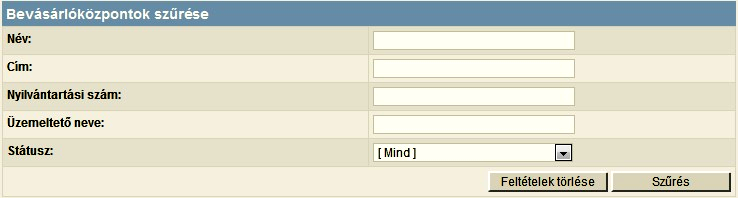 Bevásárlóközpontok szűrése
Név:
Cím:
Nyilvántartási szám:
Üzemeltető neve:
Státusz: [ Mind ]
Feltételek törlése Szűrés